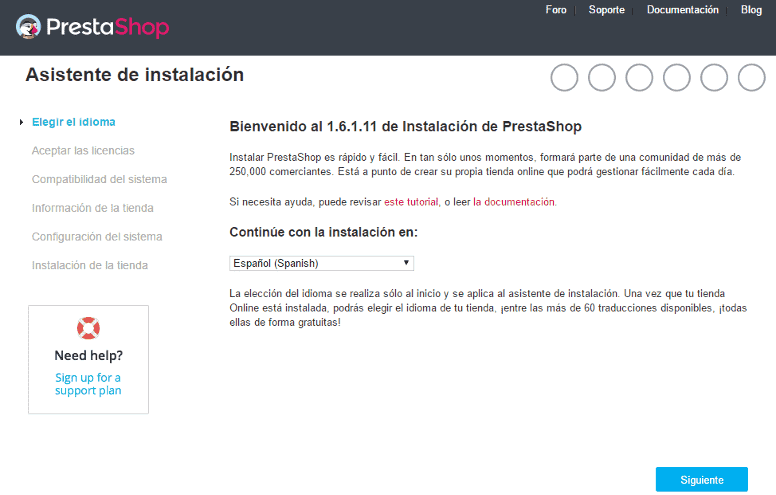 Foro Soporte Documentación Blog
PrestaShop
Asistente de instalación
Elegir el idioma
Aceptar las licencias
Compatibilidad del sistema
Información de la tienda
Configuración del sistema
Instalación de la tienda
Need help?
Sign up for a
support plan
Bienvenido al 1.6.1.11 de Instalación de PrestaShop
Instalar PrestaShop es rápido y fácil. En tan sólo unos momentos, formará parte de una comunidad de más de
250,000 comerciantes. Está a punto de crear su propia tienda online que podrá gestionar fácilmente cada día.
Si necesita ayuda, puede revisar este tutorial, o leer la documentación.
Continúe con la instalación en:
Español (Spanish)
La elección del idioma se realiza sólo al inicio y se aplica al asistente de instalación. Una vez que tu tienda
Online está instalada, podrás elegir el idioma de tu tienda, ¡entre las más de 60 traducciones disponibles, ¡todas
ellas de forma gratuitas!
Siguiente